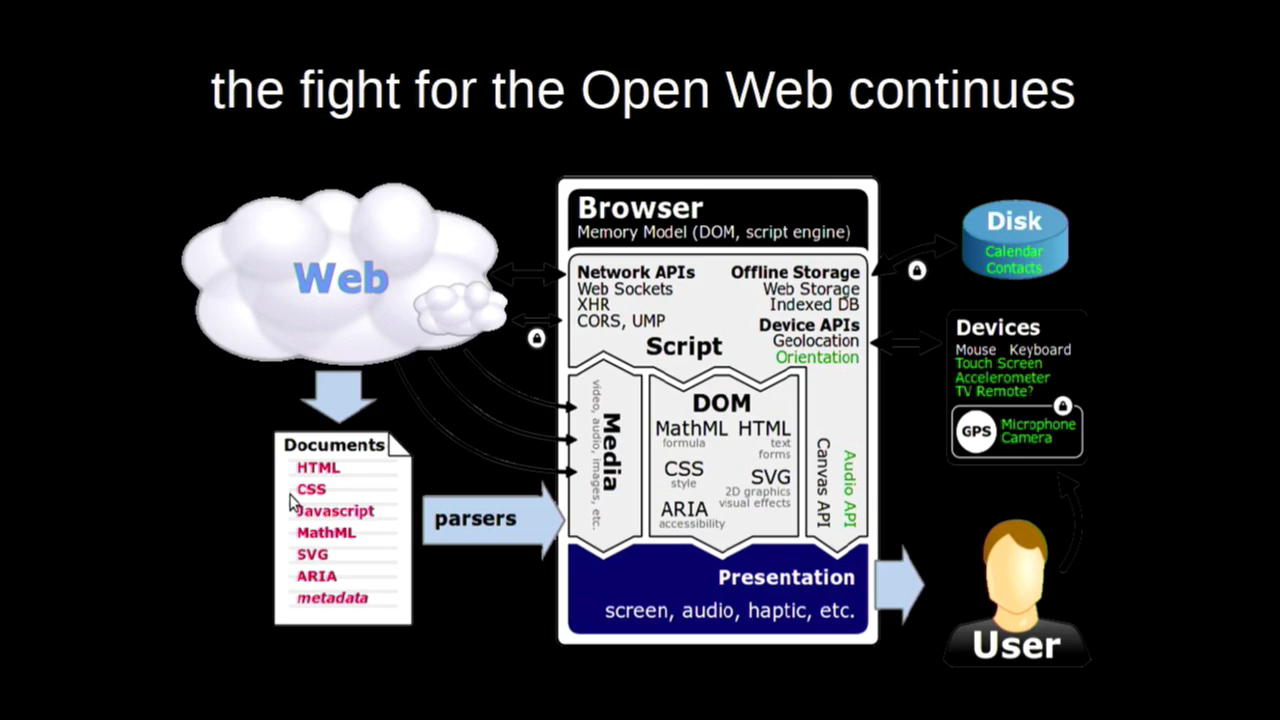 the fight for the Open Web continues
Web
Documents
HTML
CSS
Javascript
MathML
SVG
ARIA
metadata
parsers
Browser
Memory Model (DOM, script engine)
Network APIs
Web Sockets
XHR
CORS, UMP
Offline Storage
Web Storage
Indexed DB
Device APIs
Geolocation
Orientation
Script
Media
video, audio, images, etc.
DOM
MathML HTML
formula text
forms
CSS
style
SVG
2D graphics
visual effects
ARIA
accessibility
Canvas API
Audio API
Presentation
screen, audio, haptic, etc.
Disk
Calendar
Contacts
Devices
Mouse Keyboard
Touch Screen
Accelerometer
TV Remote?
GPS
Microphone
Camera
User